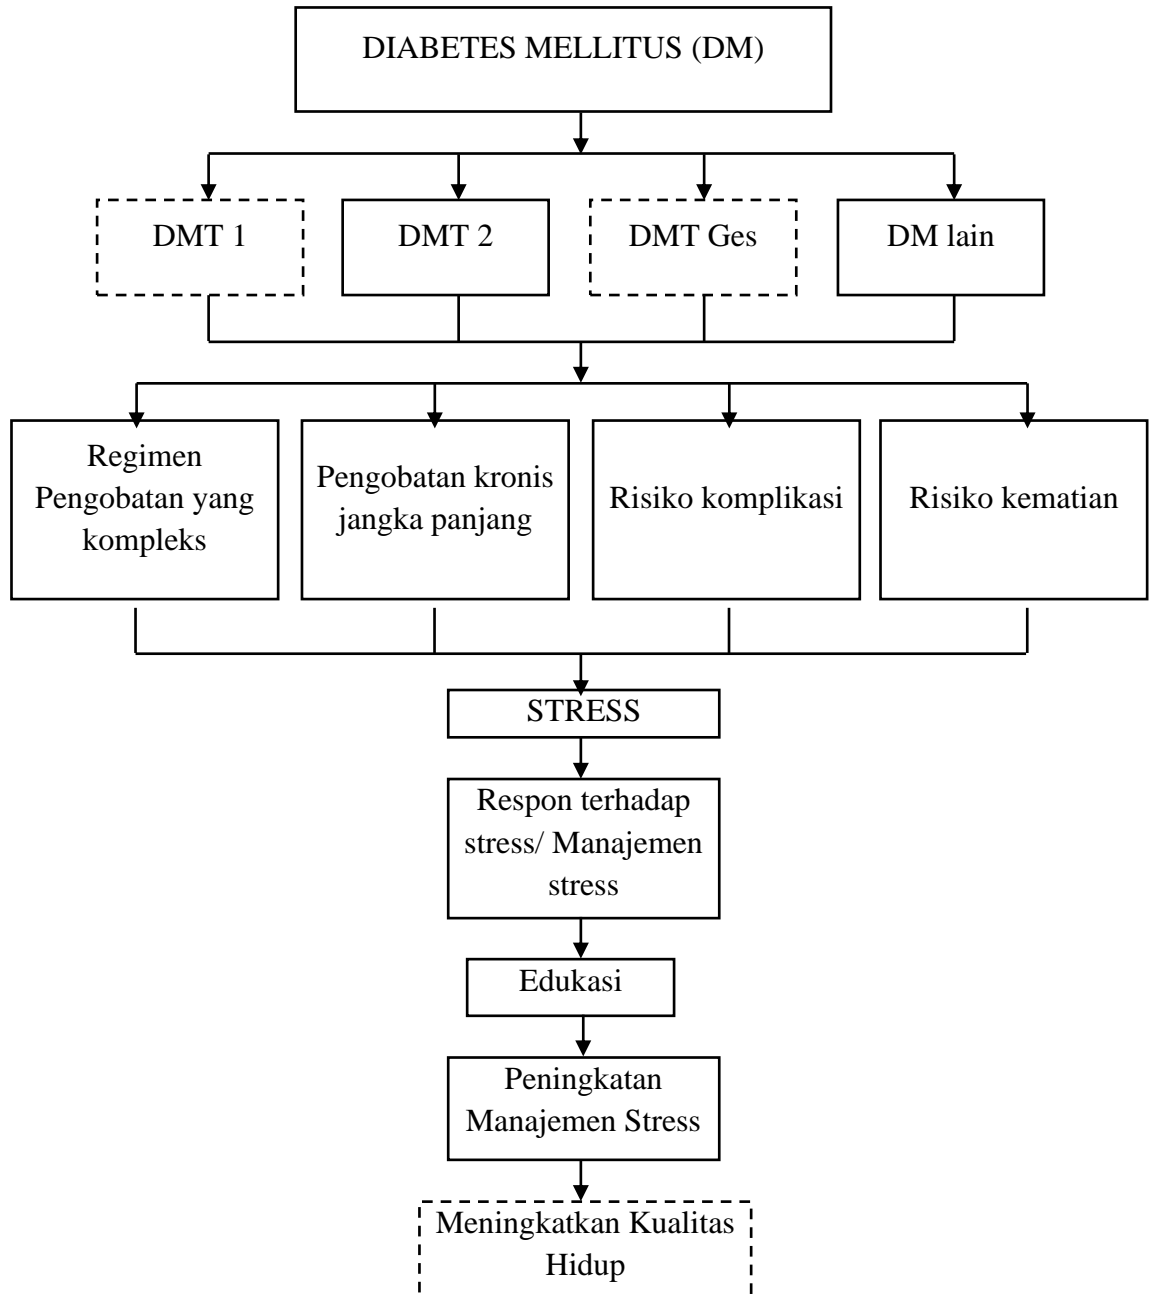 DIABETES MELLITUS (DM)
DMT 1
DMT 2
DMT Ges
DM lain
Regimen
Pengobatan yang
kompleks
Pengobatan kronis
jangka panjang
Risiko komplikasi
Risiko kematian
STRESS
Respon terhadap
stress/ Manajemen
stress
Edukasi
Peningkatan
Manajemen Stress
Meningkatkan Kualitas
Hidup